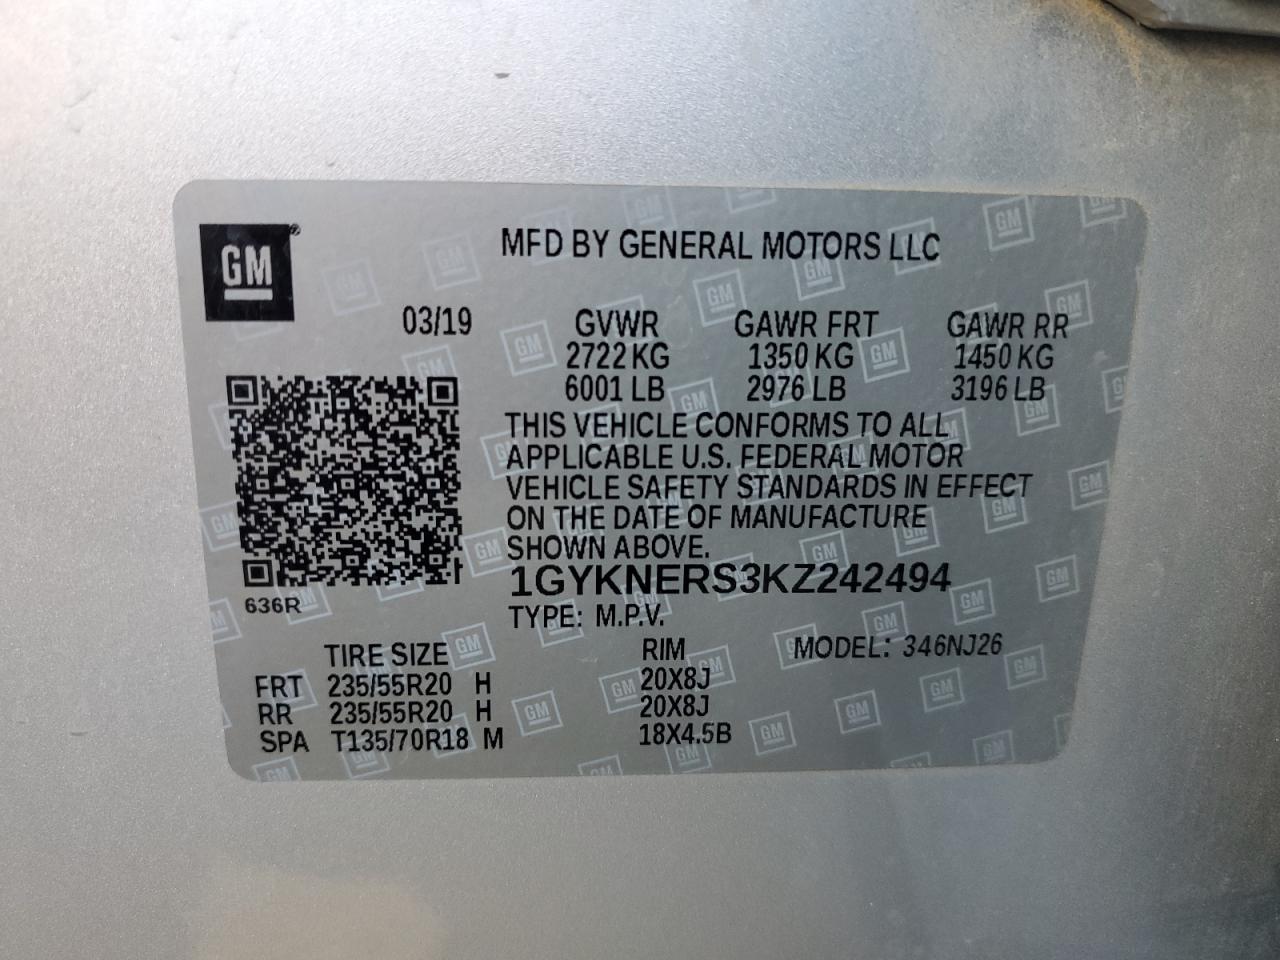 GM
MFD BY GENERAL MOTORS LLC
03/19 GVWR GAWR FRT GAWR RR
2722 KG 1350 KG 1450 KG
6001 LB 2976 LB 3196 LB
THIS VEHICLE CONFORMS TO ALL
APPLICABLE U.S. FEDERAL MOTOR
VEHICLE SAFETY STANDARDS IN EFFECT
ON THE DATE OF MANUFACTURE
SHOWN ABOVE.
1GYKNERS3KZ242494
636R
TYPE: M.P.V.
TIRE SIZE RIM MODEL: 346NJ26
FRT 235/55R20 H 20X8J
RR 235/55R20 H 20X8J
SPA T135/70R18 M 18X4.5B